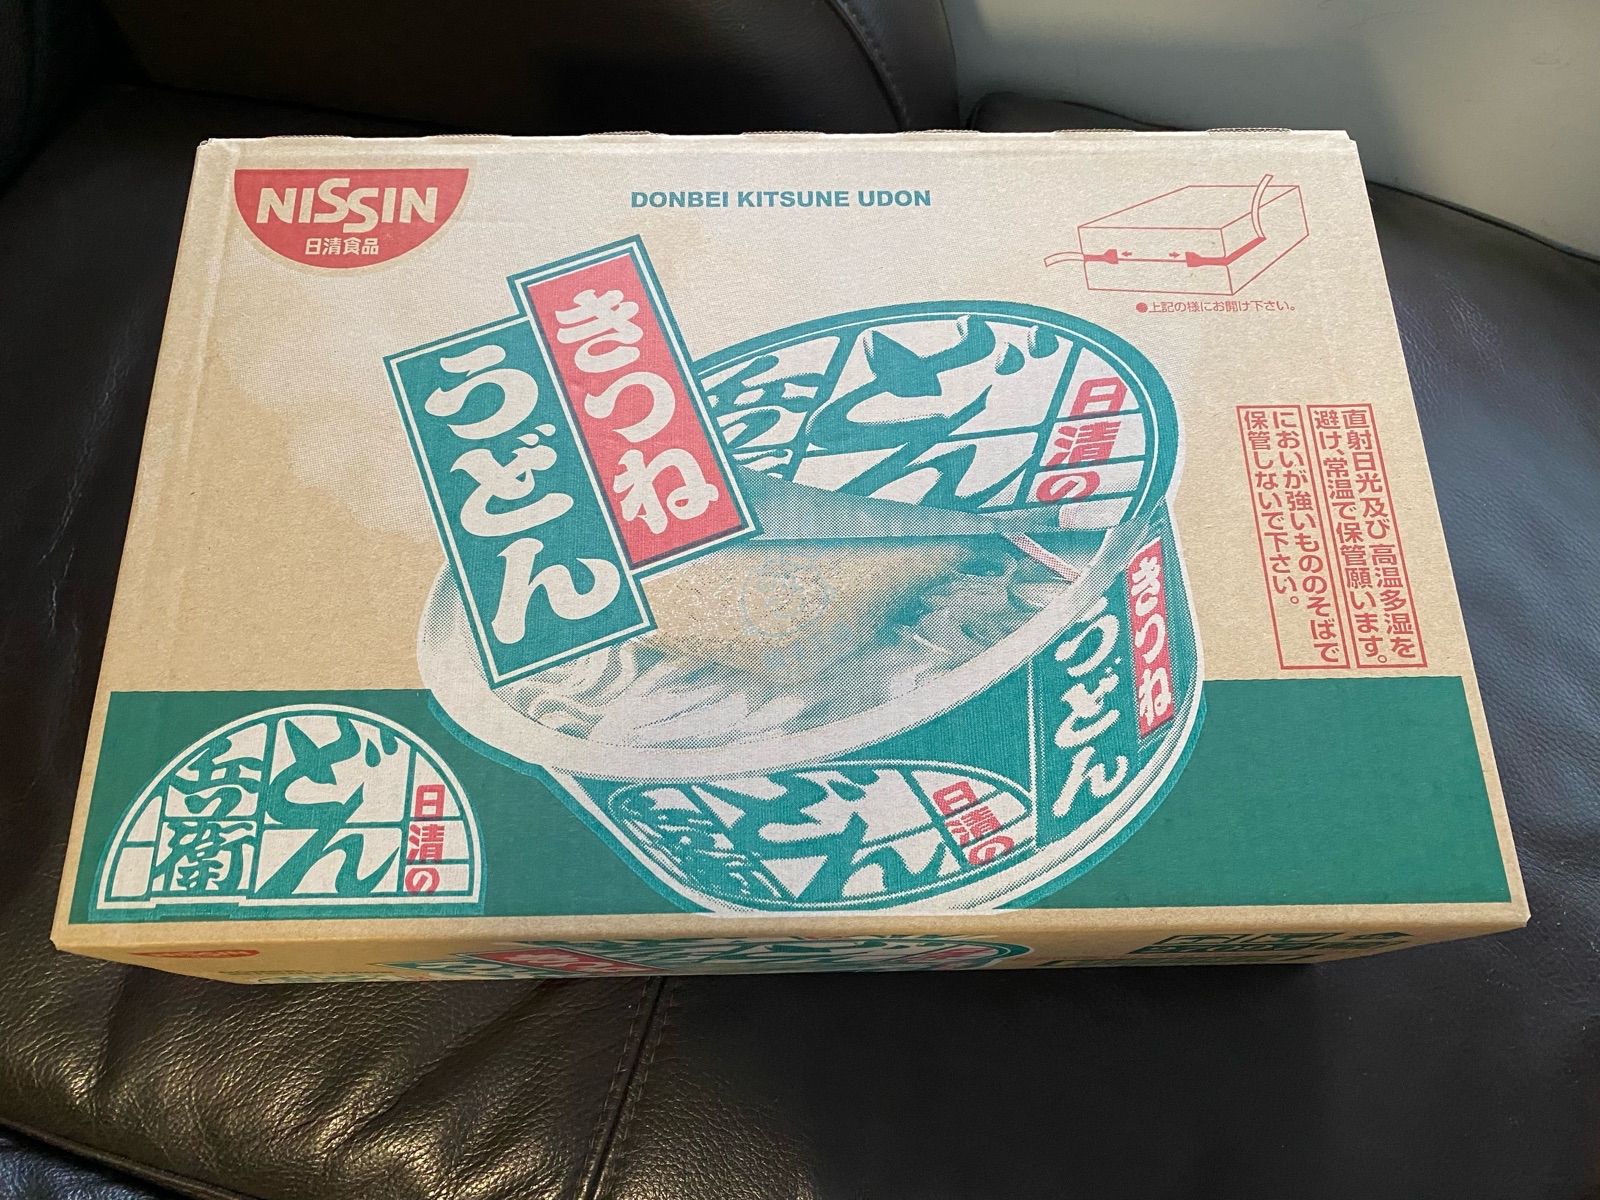 NISSIN
日清食品
DONBEI KITSUNE UDON
●上記の様にお開け下さい。
きつね
うどん
日清の
どん
兵
直射日光及び高温多湿を
避け、常温で保管願います。
においが強いもののそばで
保管しないで下さい。
きつね
うどん
日清の
どん
日清の
どん
兵衛